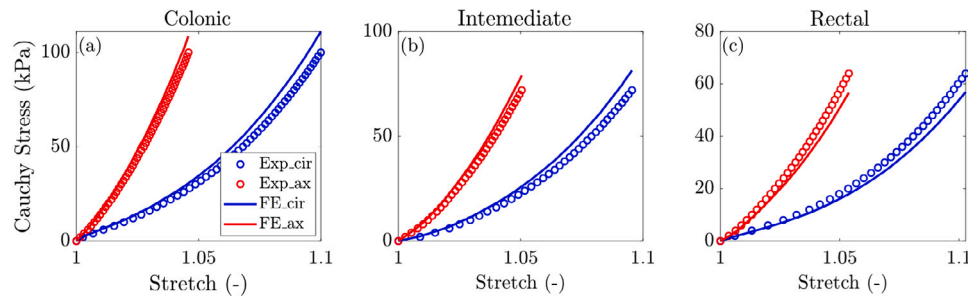 Colonic
Intemediate
Rectal
Cauchy Stress (kPa)
(a)
100
50
0
Exp_cir
Exp_ax
FE_cir
FE_ax
1
1.05
1.1
Stretch (-)
(b)
100
50
0
1
1.05
1.1
Stretch (-)
(c)
80
60
40
20
0
1
1.05
1.1
Stretch (-)